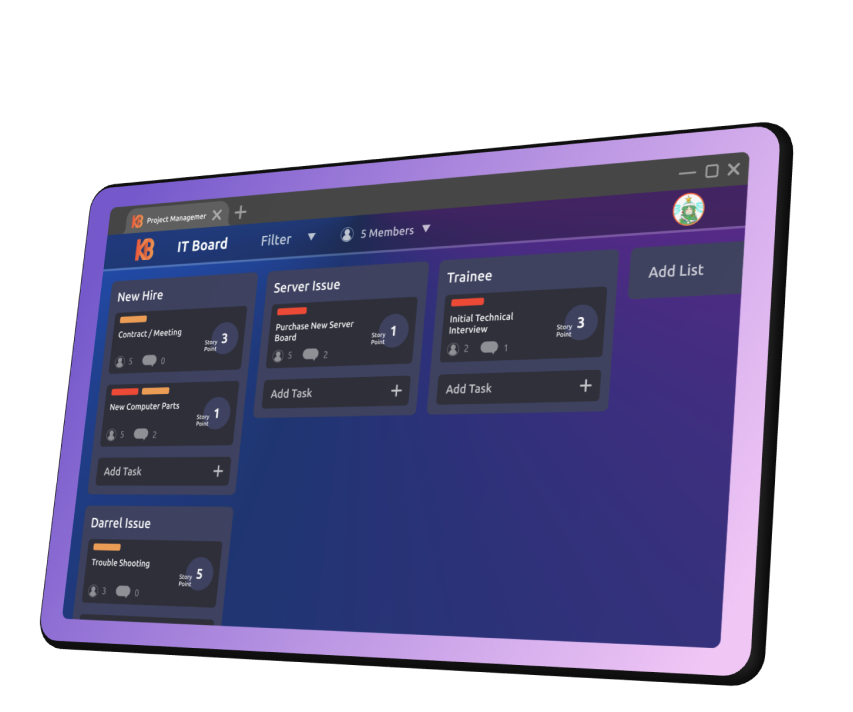 KB Project Managemer
KB IT Board Filter 5 Members
New Hire
Contract / Meeting
Story
Point
3
5 0
New Computer Parts
Story
Point
1
5 2
Add Task +
Darrel Issue
Trouble Shooting
Story
Point
5
3 0
Server Issue
Purchase New Server
Board
Story
Point
1
5 2
Add Task +
Trainee
Initial Technical
Interview
Story
Point
3
2 1
Add Task +
Add List